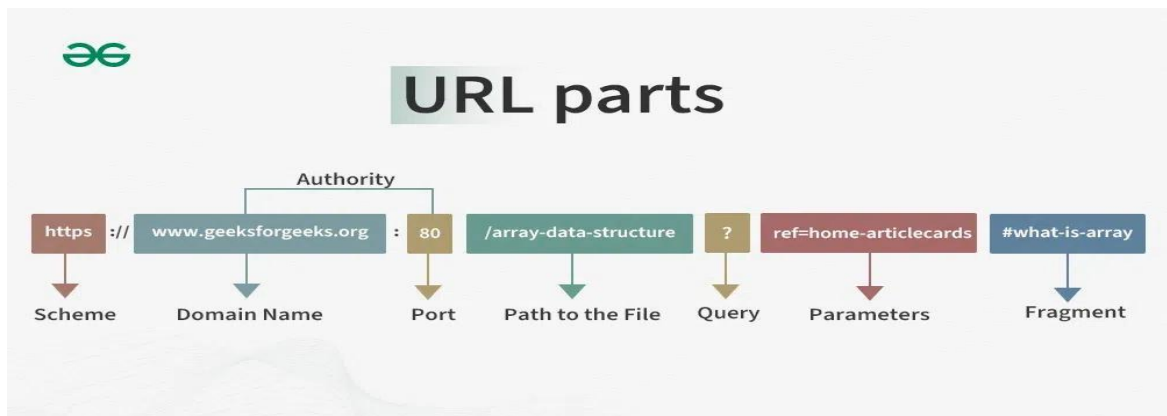 URL parts
Authority
https :// www.geeksforgeeks.org : 80 /array-data-structure ? ref=home-articlecards #what-is-array
Scheme Domain Name Port Path to the File Query Parameters Fragment